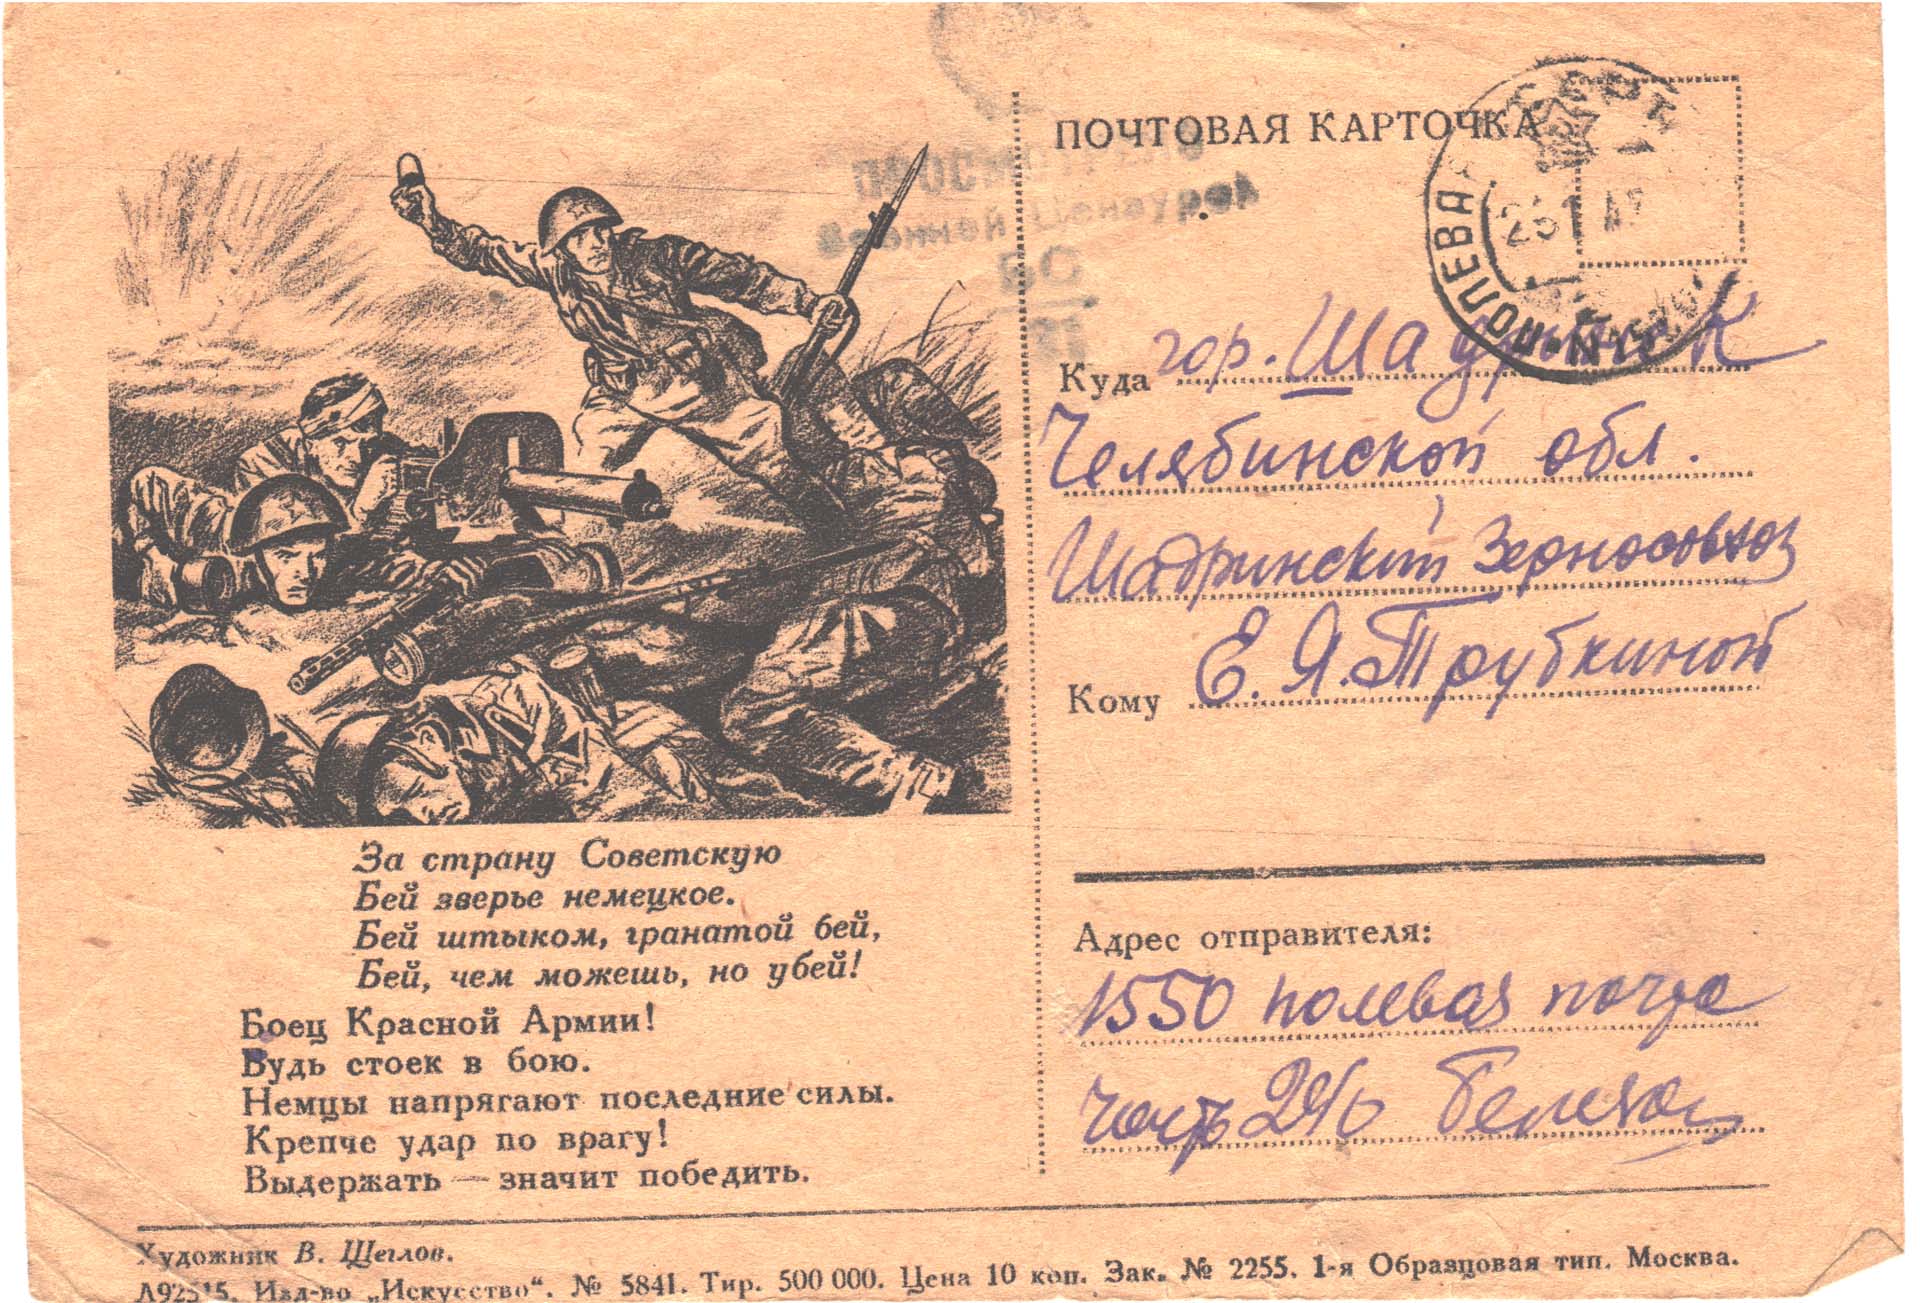 ПОЧТОВАЯ КАРТОЧКА
ПОЛЕВАЯ
Куда гор. Шадринск
Челябинской обл.
Шадринский Зерносовхоз
Кому Е. Я. Трубкиной
Адрес отправителя:
1550 полевая почта
часть
За страну Советскую
Бей зверье немецкое.
Бей штыком, гранатой бей,
Бей, чем можешь, но убей!
Боец Красной Армии!
Будь стоек в бою.
Немцы напрягают последние силы.
Крепче удар по врагу!
Выдержать — значит победить.
Художник В. Щеглов.
Изд-во „Искусство“. № 5841. Тир. 500 000. Цена 10 коп. Зак. № 2255. 1-я Образцовая тип. Москва.